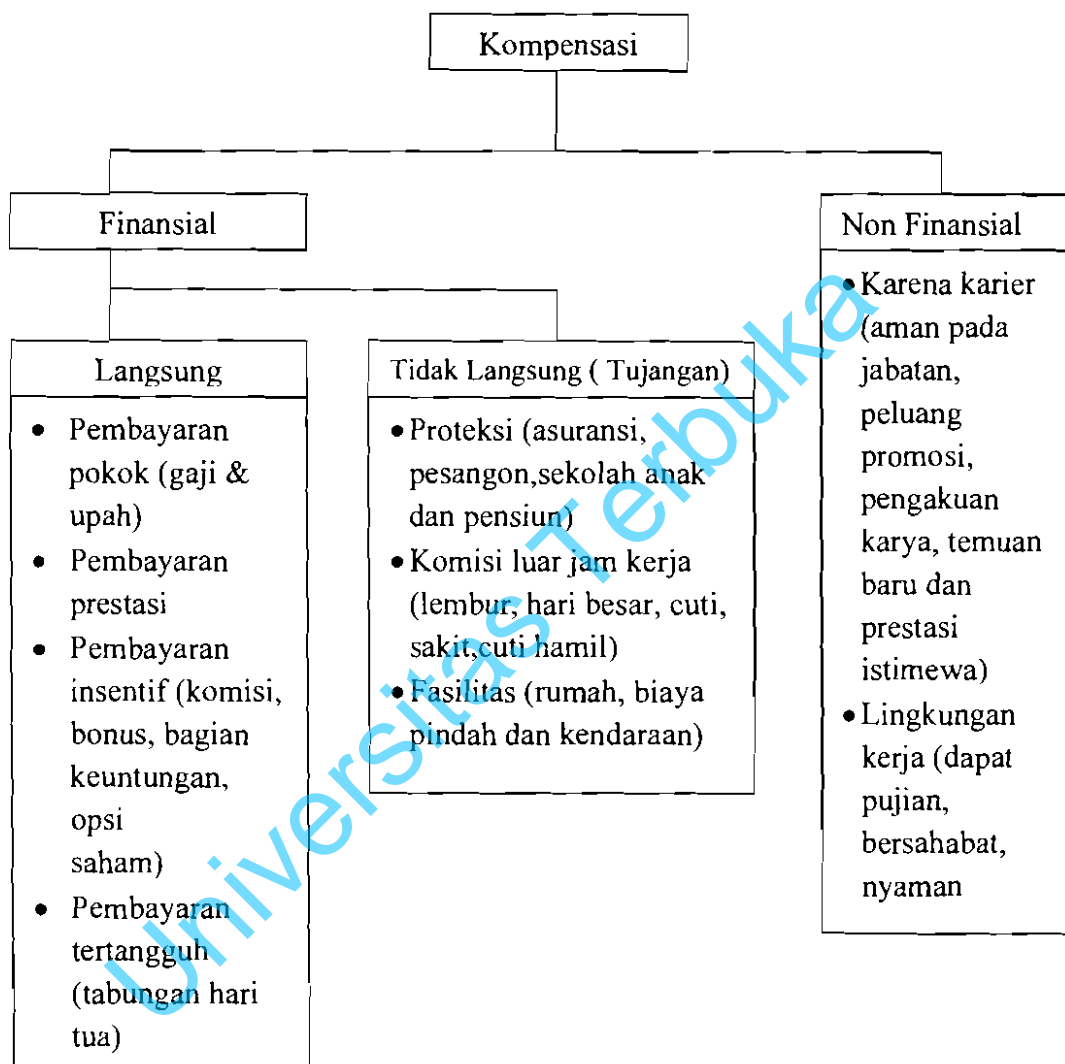 Kompensasi
Finansial
Non Finansial
Langsung
• Pembayaran
pokok (gaji &
upah)
• Pembayaran
prestasi
• Pembayaran
insentif (komisi,
bonus, bagian
keuntungan,
opsi
saham)
• Pembayaran
tertangguh
(tabungan hari
tua)
Tidak Langsung ( Tujangan)
• Proteksi (asuransi,
pesangon,sekolah anak
dan pensiun)
• Komisi luar jam kerja
(lembur, hari besar, cuti,
sakit,cuti hamil)
• Fasilitas (rumah, biaya
pindah dan kendaraan)
• Karena karier
(aman pada
jabatan,
peluang
promosi,
pengakuan
karya, temuan
baru dan
prestasi
istimewa)
• Lingkungan
kerja (dapat
pujian,
bersahabat,
nyaman
Universitas Terbuka